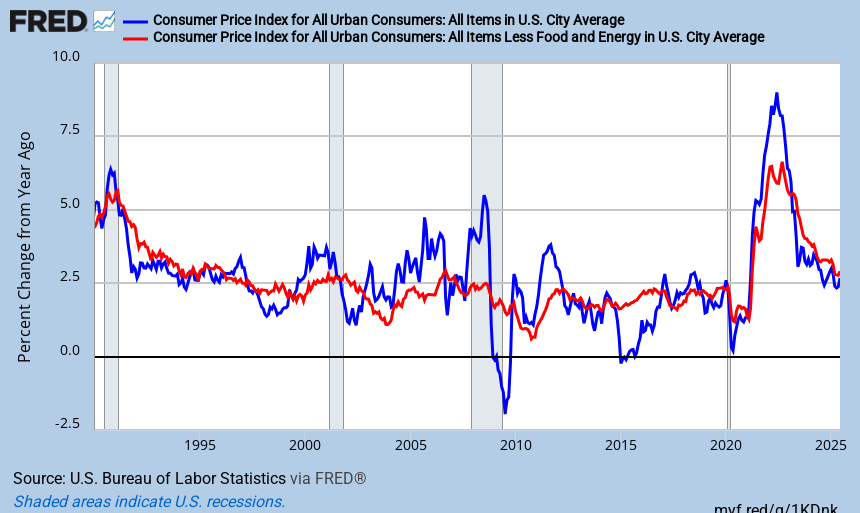 FRED
Consumer Price Index for All Urban Consumers: All Items in U.S. City Average
Consumer Price Index for All Urban Consumers: All Items Less Food and Energy in U.S. City Average
Percent Change from Year Ago
10.0
7.5
5.0
2.5
0.0
-2.5
1995
2000
2005
2010
2015
2020
2025
Source: U.S. Bureau of Labor Statistics via FRED®
Shaded areas indicate U.S. recessions.
myf.red/g/1KDnk